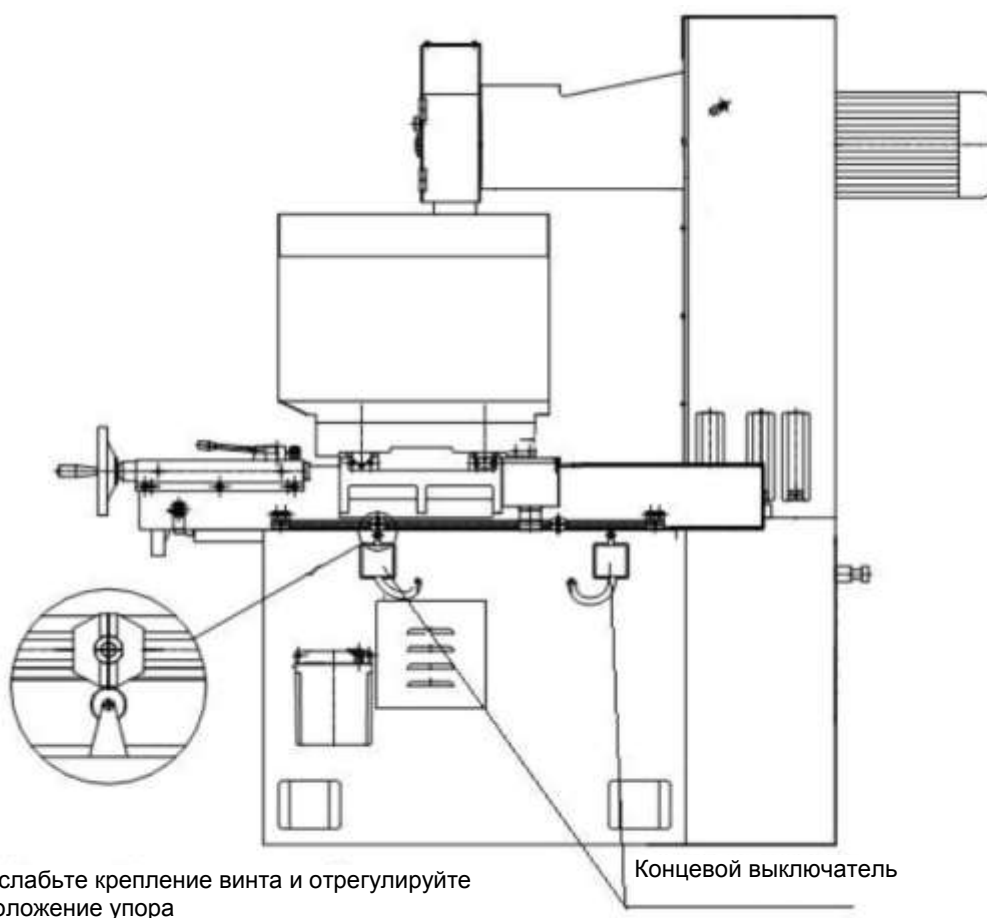 слабьте крепление винта и отрегулируйте
оложение упора
Концевой выключатель